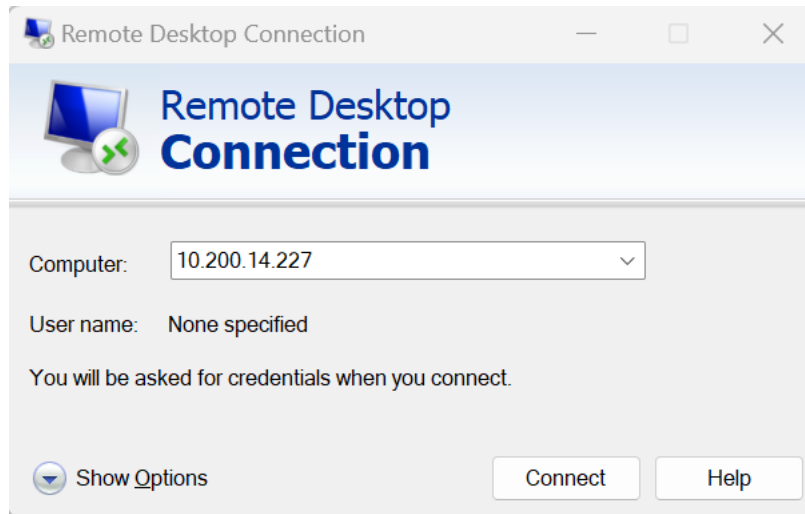 Remote Desktop Connection
Remote Desktop
Connection
Computer: 10.200.14.227
User name: None specified
You will be asked for credentials when you connect.
Show Options Connect Help